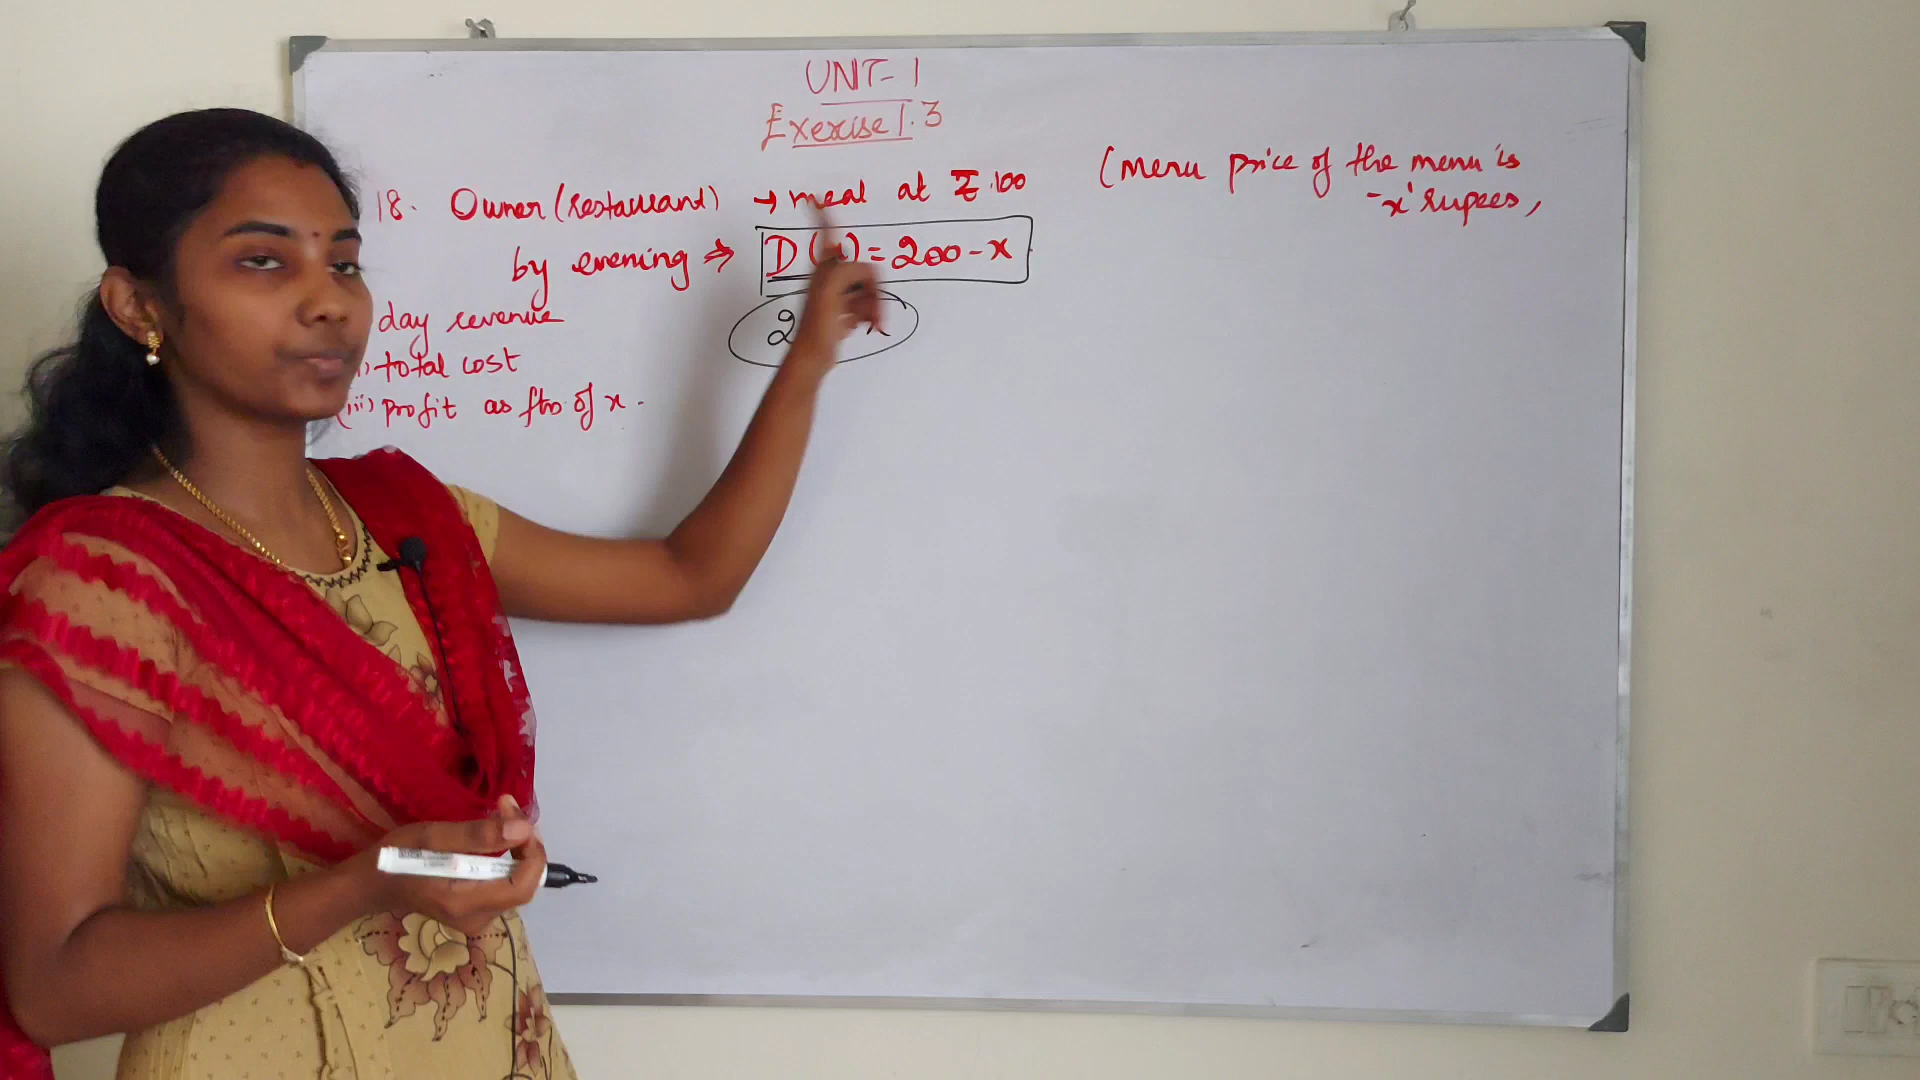 UNIT-1
Exercise 1.3
18. Owner (restaurant) → meal at ₹.100
(menu price of the menu is
'x' rupees,
by evening ⇒ D(x) = 200 - x
day revenue
total cost
(iii) profit as ftn of x.